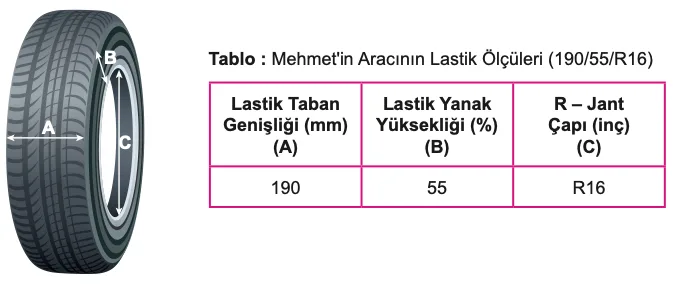 A
B
C
Tablo : Mehmet'in Aracının Lastik Ölçüleri (190/55/R16)
Lastik Taban
Genişliği (mm)
(A)
Lastik Yanak
Yüksekliği (%)
(B)
R – Jant
Çapı (inç)
(C)
190
55
R16